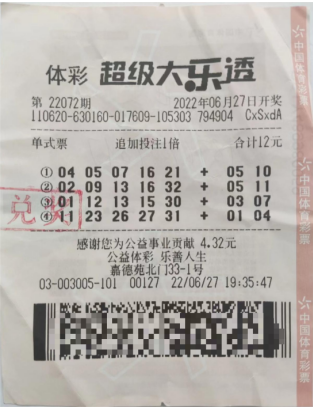 体彩 超级大乐透
第 22072期 2022年06月27日开奖
110620-630160-017609-105303 794904 CxSxdA
单式票 追加投注1倍 合计12元
① 04 05 07 16 21 + 05 10
② 02 09 13 16 32 + 05 11
③ 01 12 13 15 30 + 03 07
④ 11 23 26 27 31 + 01 04
兑奖
感谢您为公益事业贡献 4.32元
公益体彩 乐善人生
嘉德苑北门33-1号
03-003005-101 00127 22/06/27 19:35:47
中国体育彩票
中国体育彩票
中国体育彩票